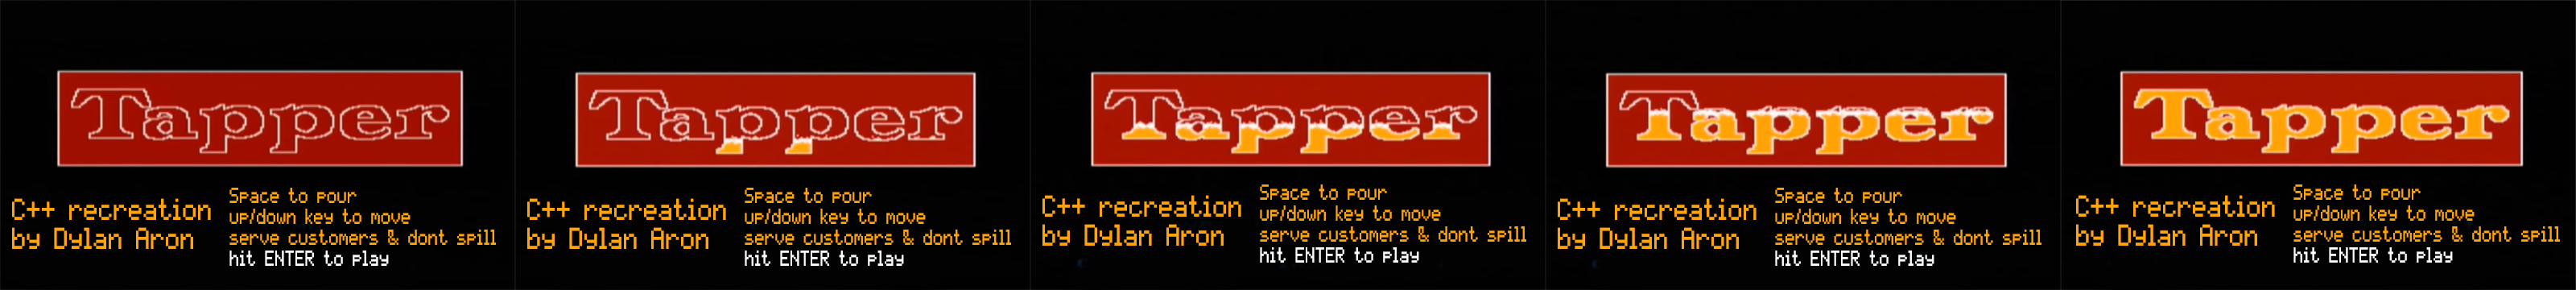 Tapper
C++ recreation
by Dylan Aron
Space to pour
up/down key to move
serve customers & dont spill
hit ENTER to play
Tapper
C++ recreation
by Dylan Aron
Space to pour
up/down key to move
serve customers & dont spill
hit ENTER to play
Tapper
C++ recreation
by Dylan Aron
Space to pour
up/down key to move
serve customers & dont spill
hit ENTER to play
Tapper
C++ recreation
by Dylan Aron
Space to pour
up/down key to move
serve customers & dont spill
hit ENTER to play
Tapper
C++ recreation
by Dylan Aron
Space to pour
up/down key to move
serve customers & dont spill
hit ENTER to play